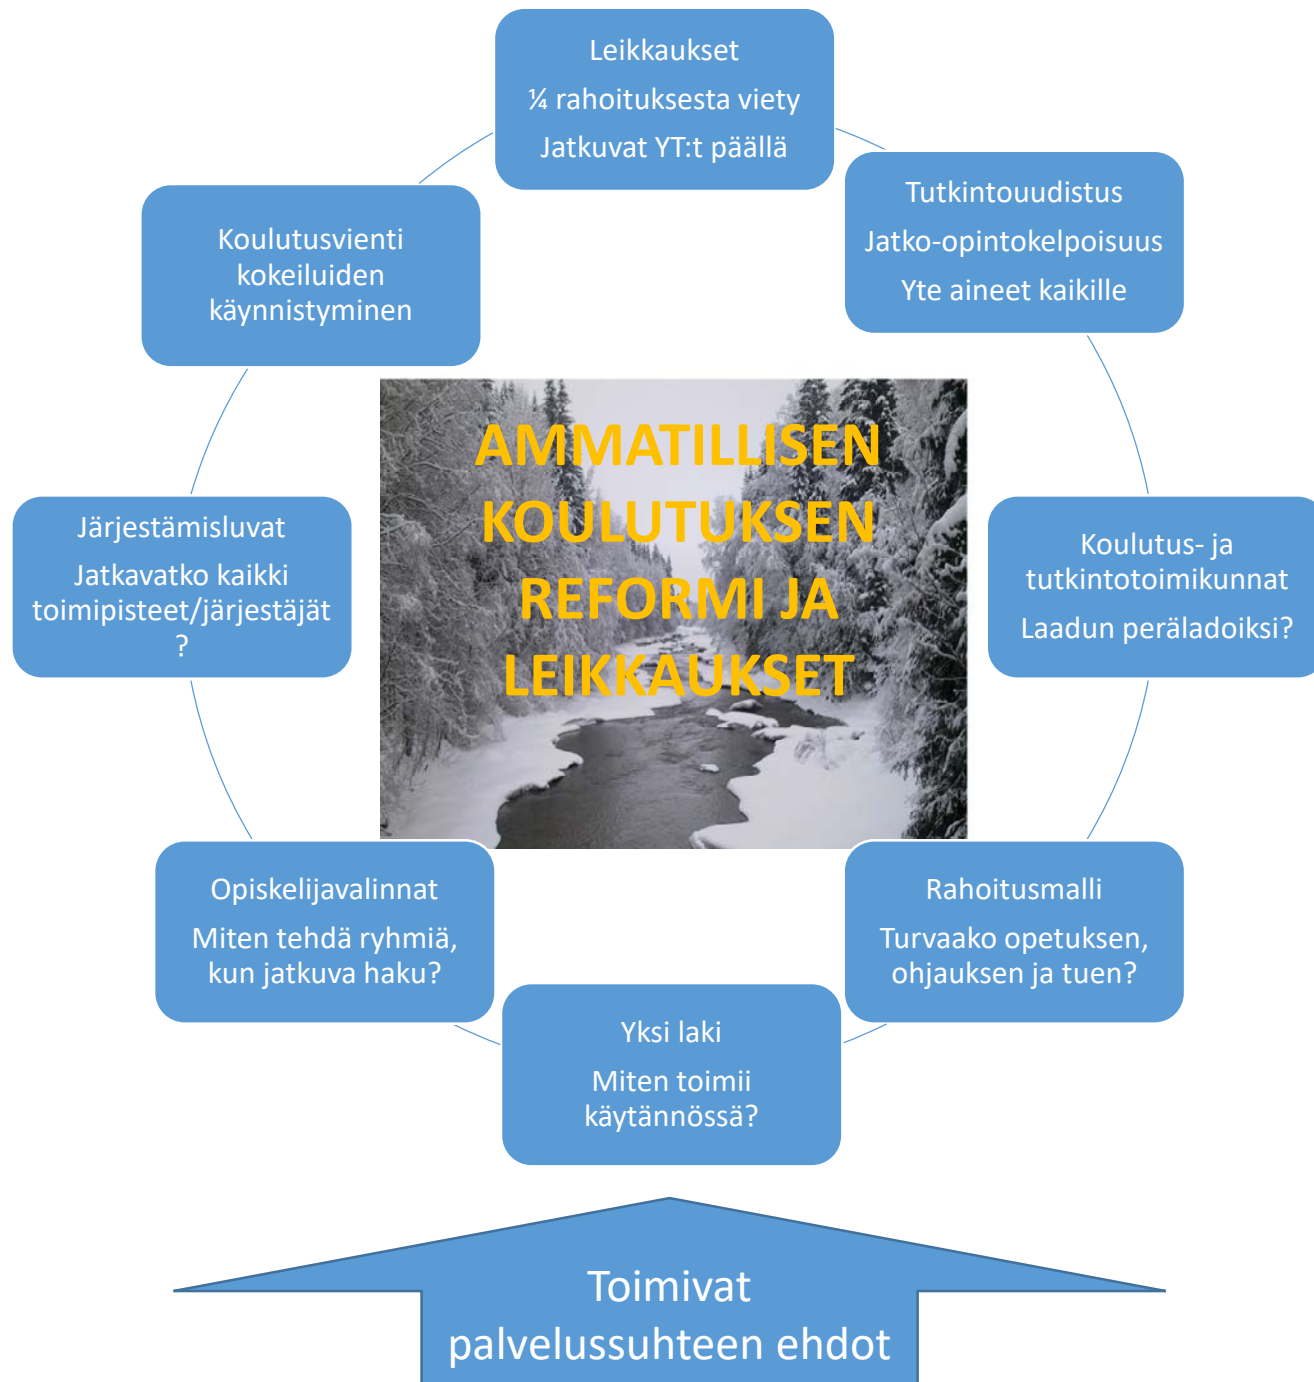 Leikkaukset
¼ rahoituksesta viety
Jatkuvat YT:t päällä
Tutkintouudistus
Jatko-opintokelpoisuus
Yte aineet kaikille
Koulutus- ja
tutkintotoimikunnat
Laadun peräladoiksi?
Rahoitusmalli
Turvaako opetuksen,
ohjauksen ja tuen?
Yksi laki
Miten toimii
käytännössä?
Opiskelijavalinnat
Miten tehdä ryhmiä,
kun jatkuva haku?
Järjestämisluvat
Jatkavatko kaikki
toimipisteet/järjestäjät
?
Koulutusvienti
kokeiluiden
käynnistyminen
AMMATILLISEN
KOULUTUKSEN
REFORMI JA
LEIKKAUKSET
Toimivat
palvelussuhteen ehdot